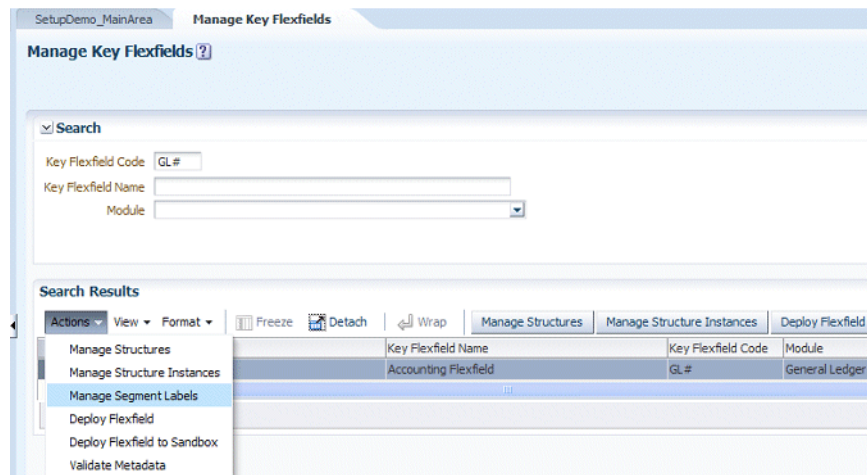 SetupDemo_MainArea Manage Key Flexfields
Manage Key Flexfields ?
Search
Key Flexfield Code GL#
Key Flexfield Name
Module
Search Results
Actions View Format Freeze Detach Wrap Manage Structures Manage Structure Instances Deploy Flexfield
Key Flexfield Name Key Flexfield Code Module
Accounting Flexfield GL# General Ledger
Manage Structures
Manage Structure Instances
Manage Segment Labels
Deploy Flexfield
Deploy Flexfield to Sandbox
Validate Metadata